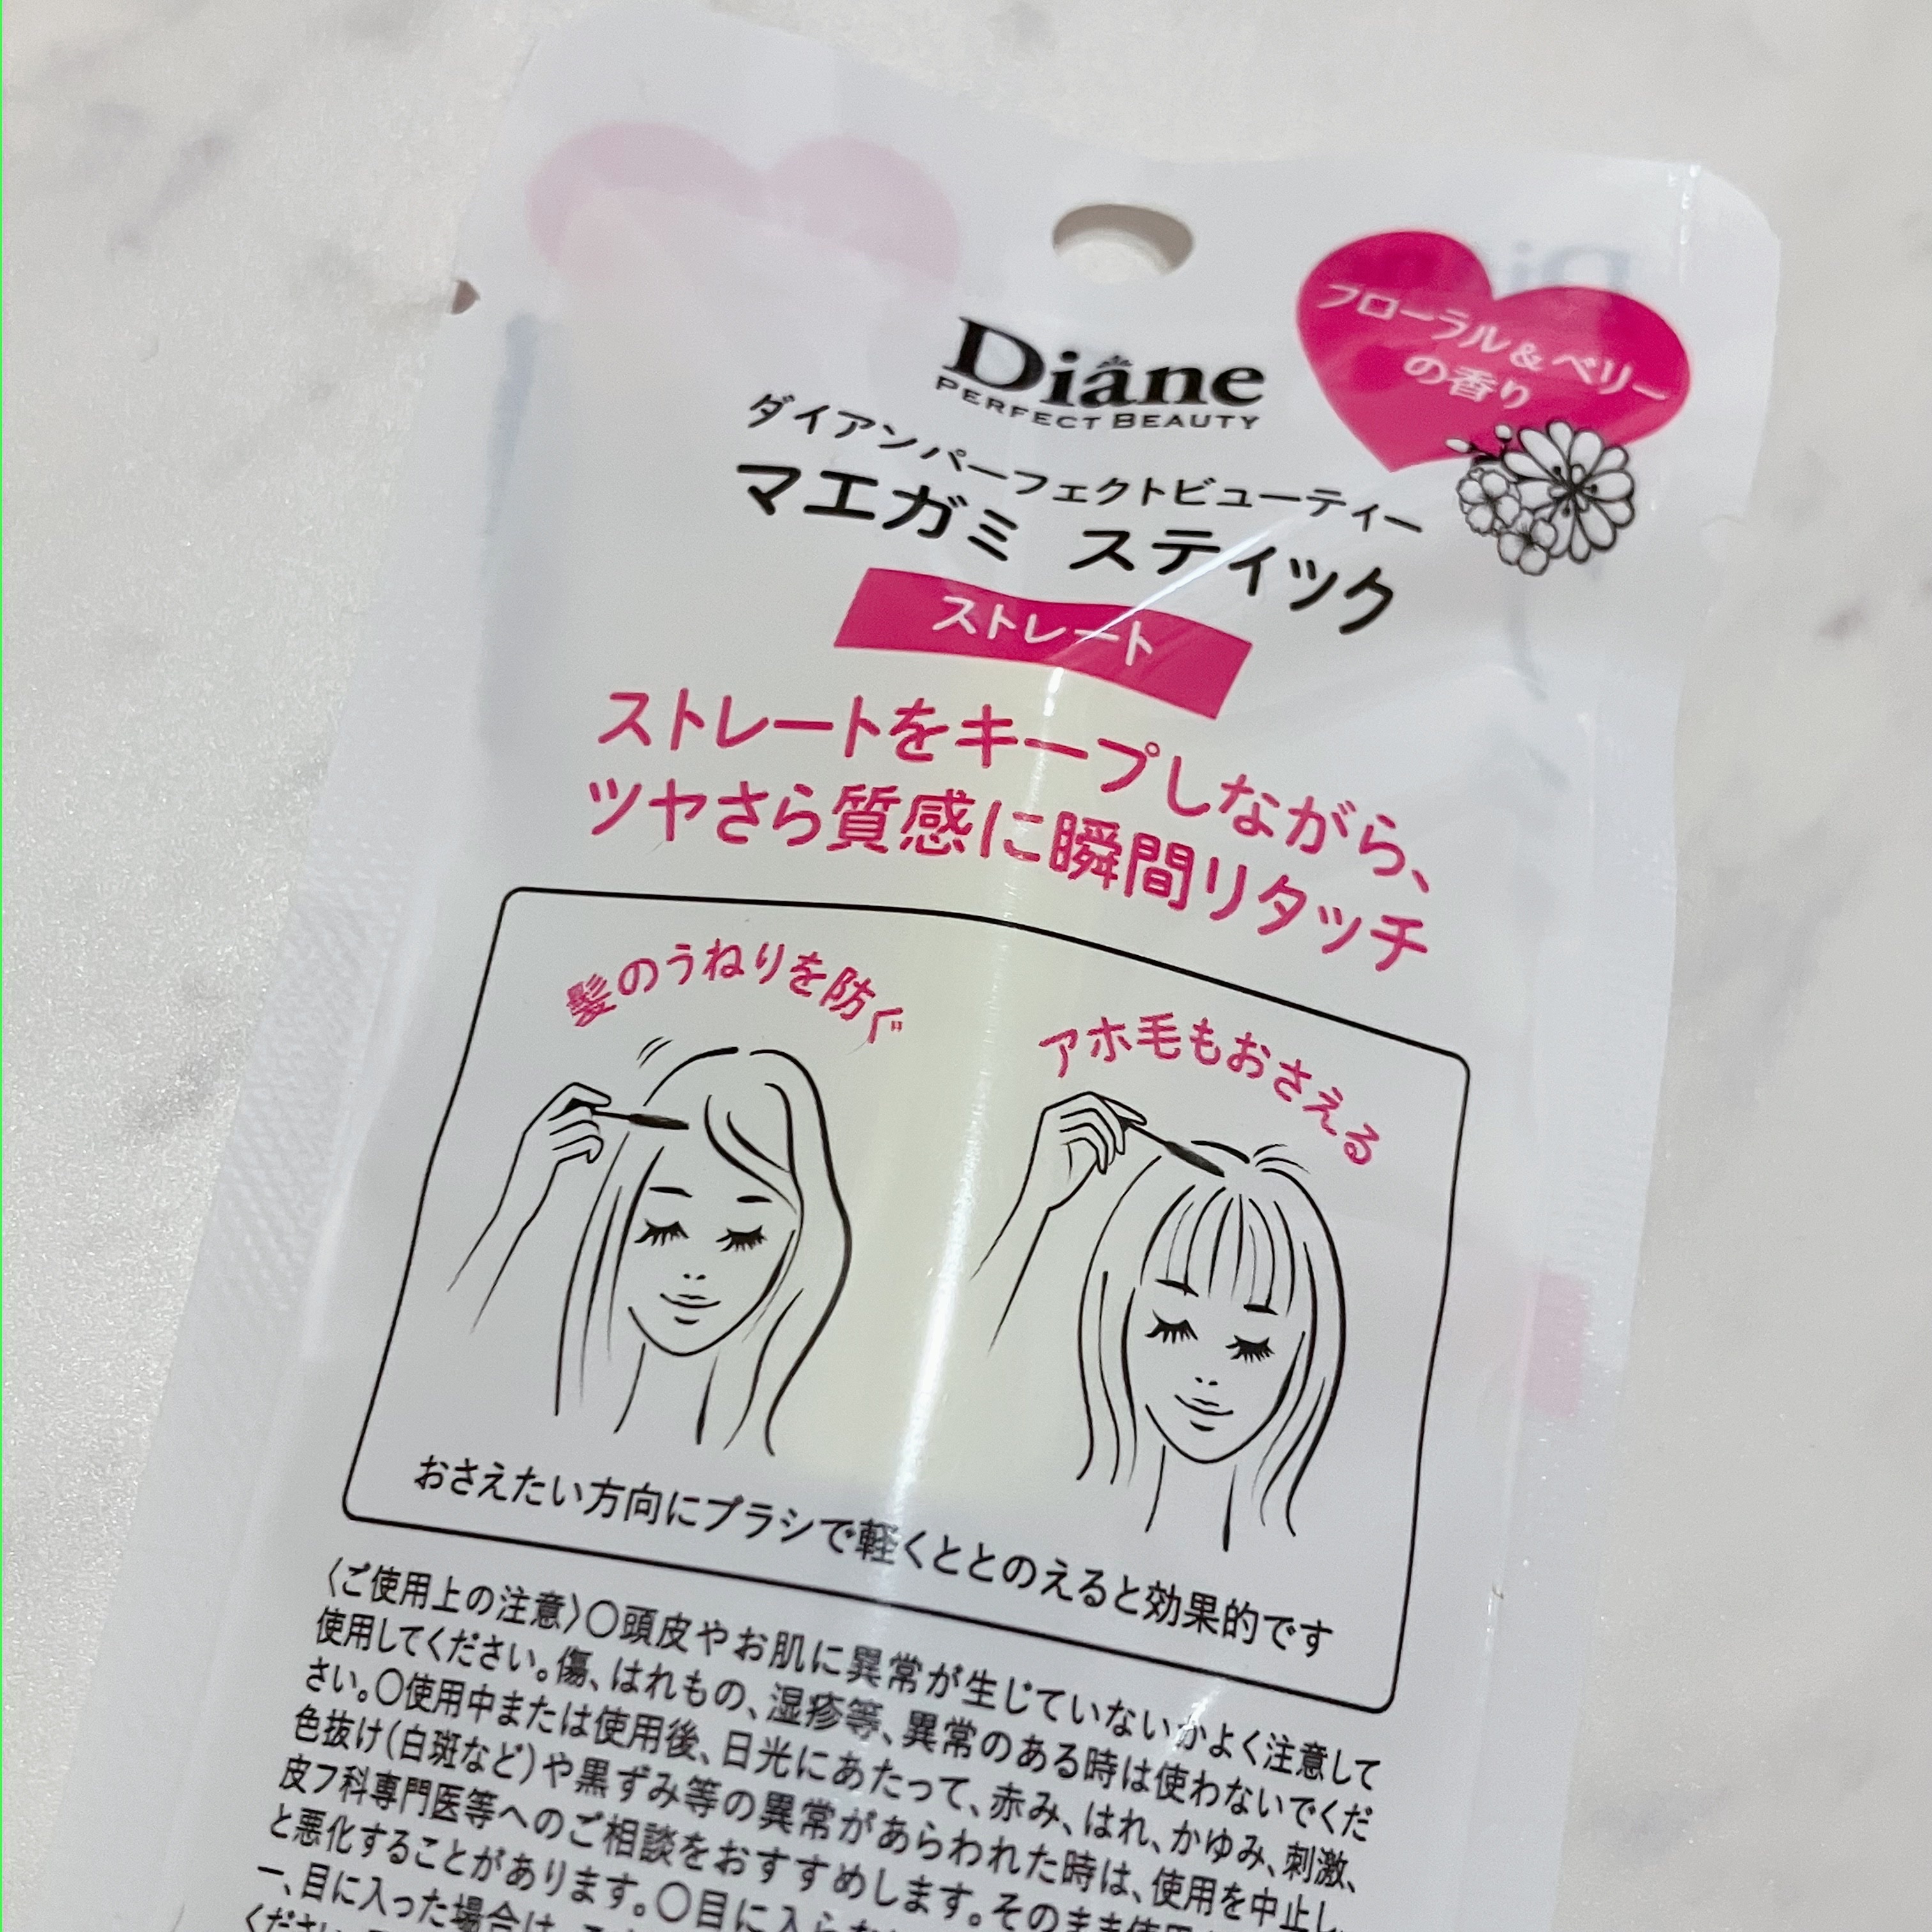 Diane
PERFECT BEAUTY
フローラル&ベリー
の香り
ダイアンパーフェクトビューティー
マエガミ スティック
ストレート
ストレートをキープしながら、
ツヤさら質感に瞬間リタッチ
髪のうねりを防ぐ
アホ毛もおさえる
おさえたい方向にブラシで軽くととのえると効果的です
〈ご使用上の注意〉〇頭皮やお肌に異常が生じていないかよく注意して
使用してください。傷、はれもの、湿疹等、異常のある時は使わないでくだ
さい。〇使用中または使用後、日光にあたって、赤み、はれ、かゆみ、刺激、
色抜け(白斑など)や黒ずみ等の異常があらわれた時は、使用を中止し、
皮フ科専門医等へのご相談をおすすめします。そのまま使用
と悪化することがあります。〇目に入らな
一、目に入った場合は、
ください